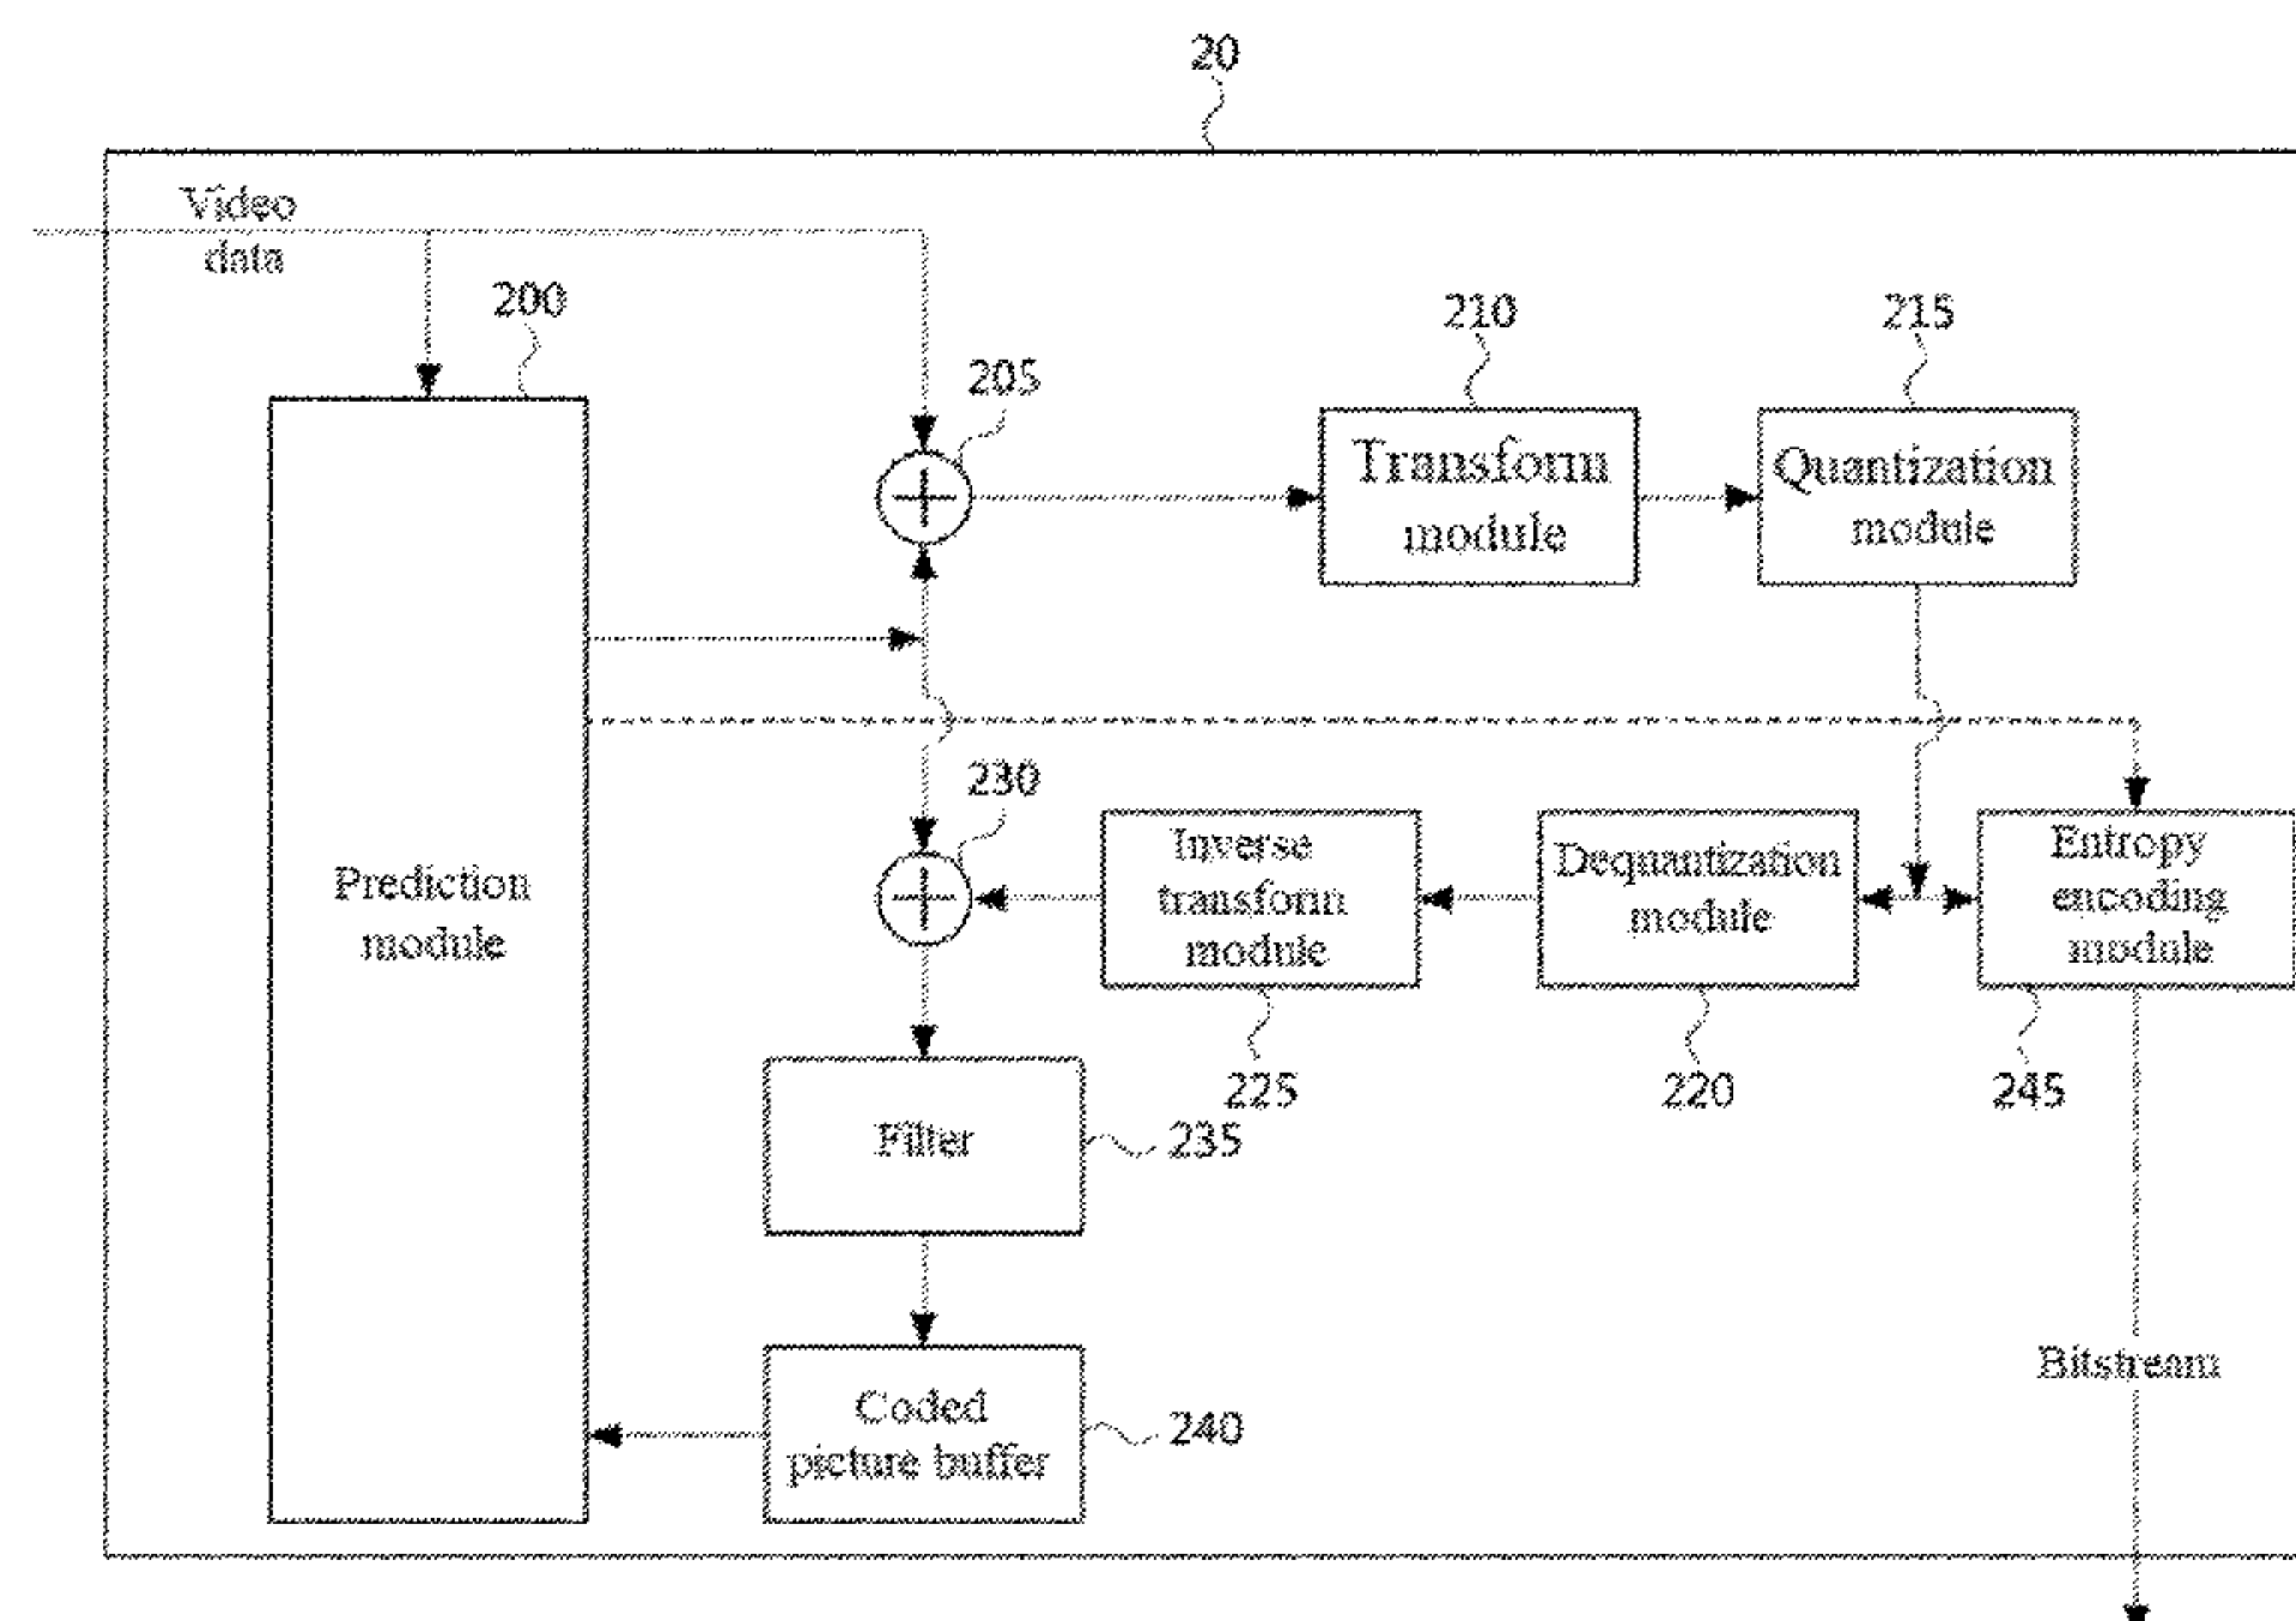 20
Video
data
200
205
210
215
Transform
module
Quantization
module
Prediction
module
230
Inverse
transform
module
Dequantization
module
Entropy
encoding
module
225
220
245
Filter
235
Bitstream
Coded
picture buffer
240